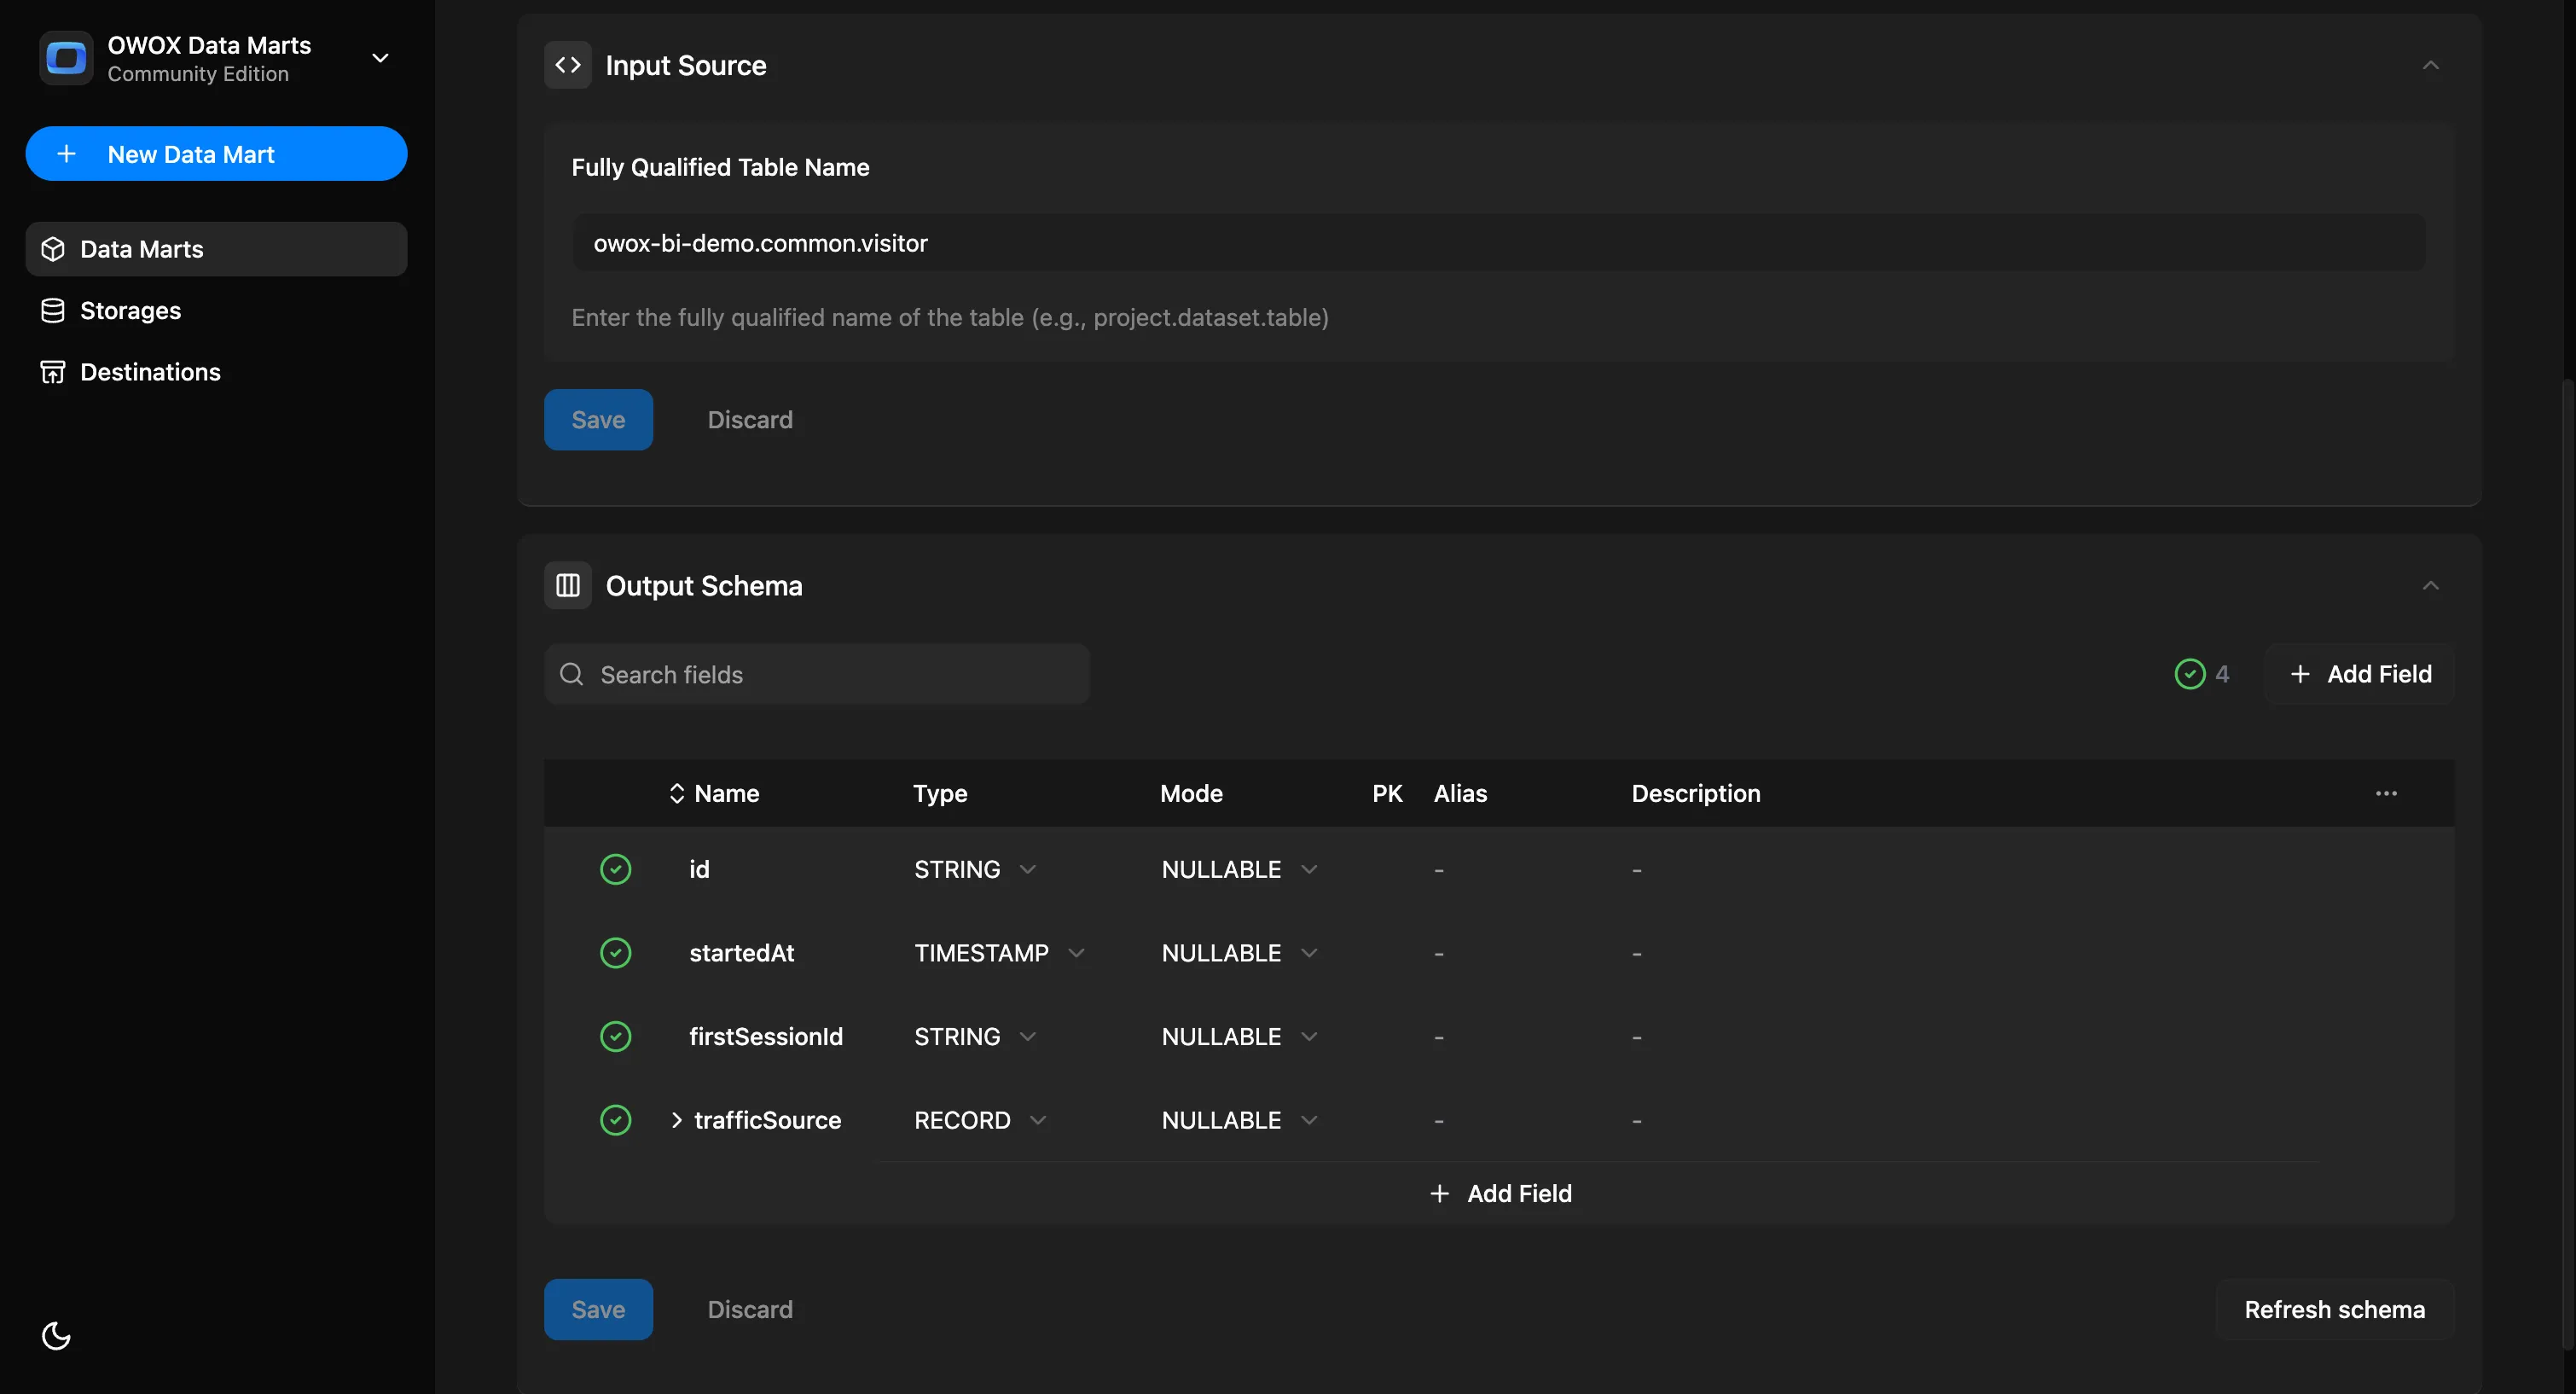 OWOX Data Marts
Community Edition
New Data Mart
Data Marts
Storages
Destinations
Input Source
Fully Qualified Table Name
owox-bi-demo.common.visitor
Enter the fully qualified name of the table (e.g., project.dataset.table)
Save Discard
Output Schema
Search fields 4 + Add Field
Name Type Mode PK Alias Description ...
id STRING NULLABLE - -
startedAt TIMESTAMP NULLABLE - -
firstSessionId STRING NULLABLE - -
trafficSource RECORD NULLABLE - -
+ Add Field
Save Discard Refresh schema